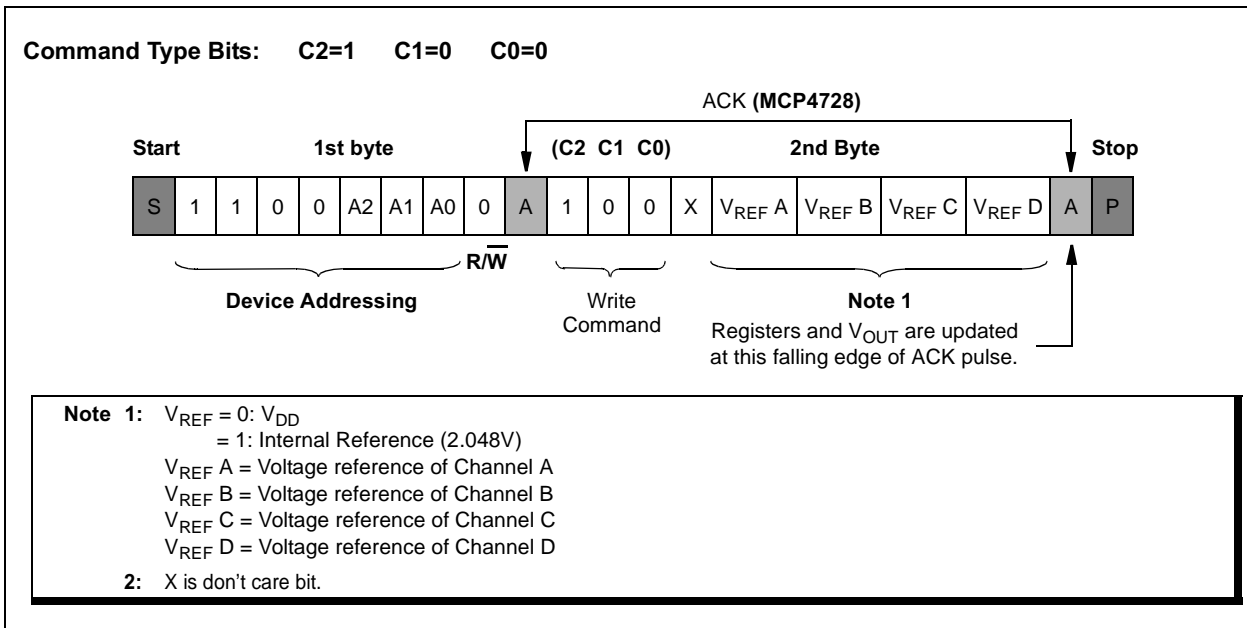 Command Type Bits: C2=1 C1=0 C0=0
ACK (MCP4728)
Start 1st byte (C2 C1 C0) 2nd Byte Stop
S 1 1 0 0 A2 A1 A0 0 A 1 0 0 X VREF A VREF B VREF C VREF D A P
R/W
Device Addressing Write Note 1
Command Registers and VOUT are updated
at this falling edge of ACK pulse.
Note 1: VREF = 0: VDD
= 1: Internal Reference (2.048V)
VREF A = Voltage reference of Channel A
VREF B = Voltage reference of Channel B
VREF C = Voltage reference of Channel C
VREF D = Voltage reference of Channel D
2: X is don't care bit.